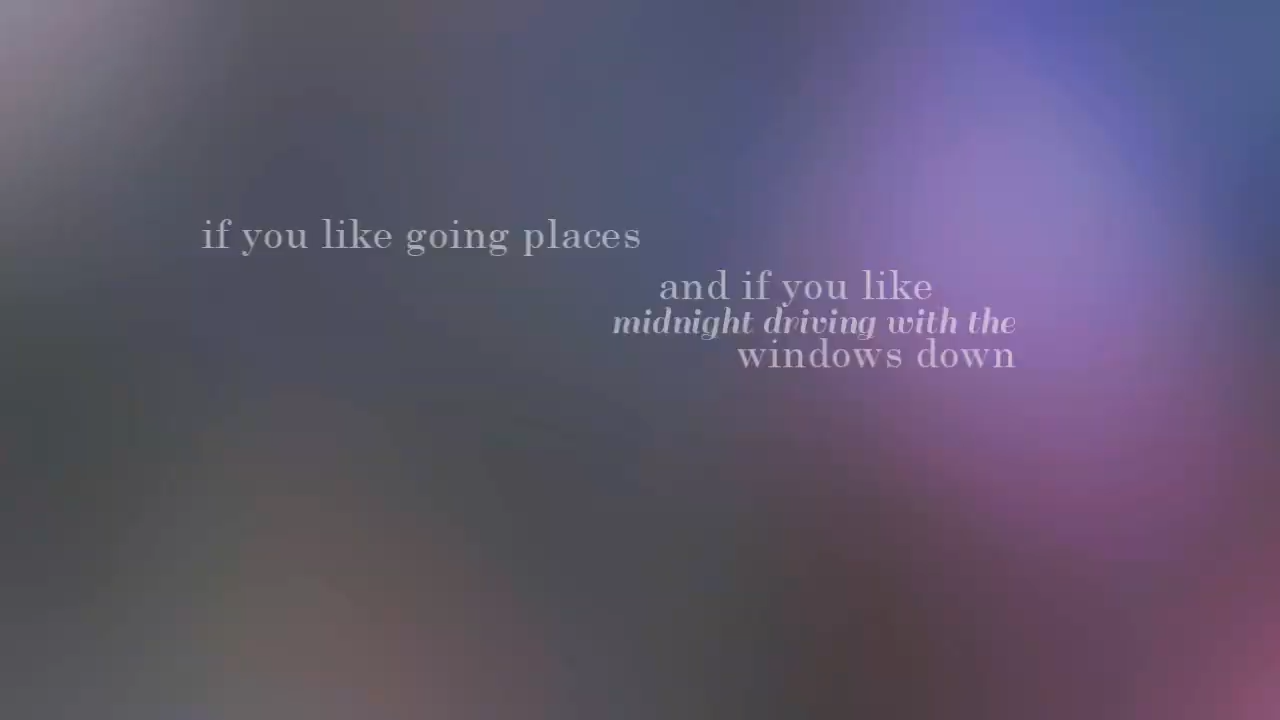 if you like going places
and if you like
midnight driving with the
windows down